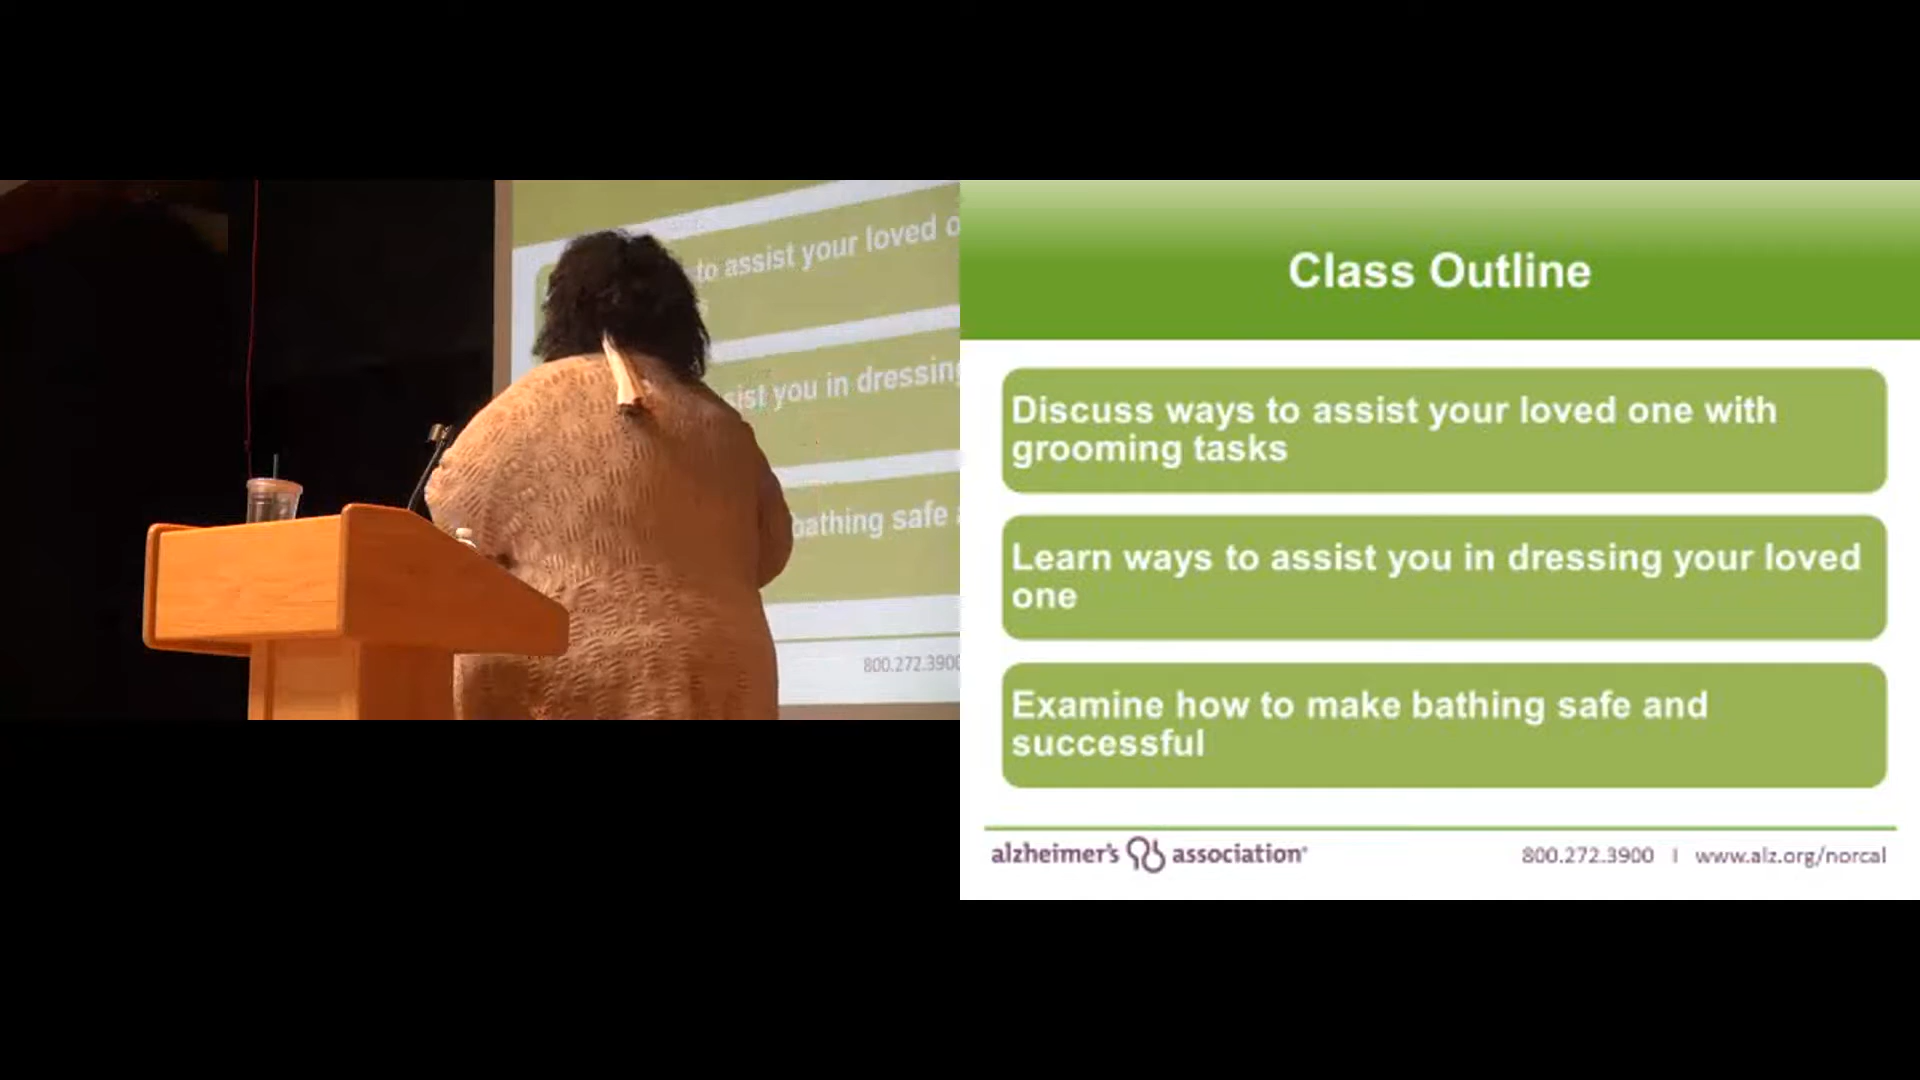 to assist your loved
sist you in dressing
bathing safe
800.272.3900
Class Outline
Discuss ways to assist your loved one with
grooming tasks
Learn ways to assist you in dressing your loved
one
Examine how to make bathing safe and
successful
alzheimer's association®
800.272.3900 | www.alz.org/norcal